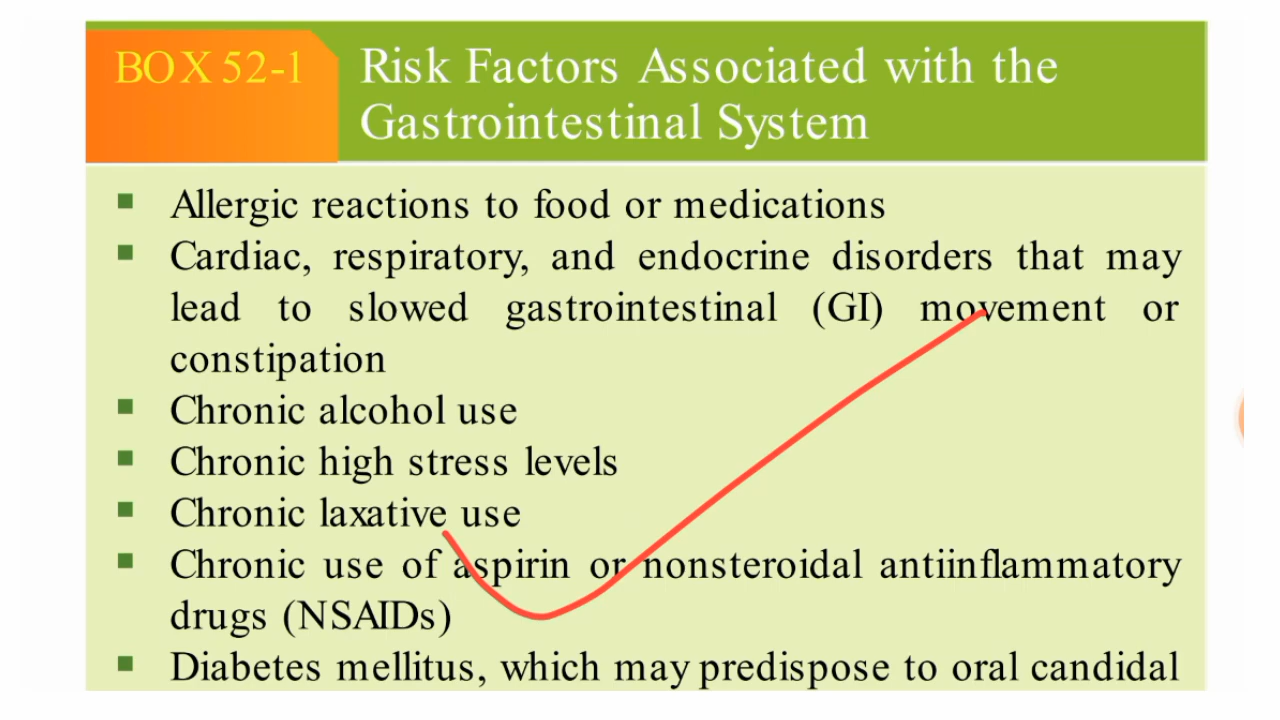 BOX 52-1
Risk Factors Associated with the
Gastrointestinal System
Allergic reactions to food or medications
Cardiac, respiratory, and endocrine disorders that may
lead to slowed gastrointestinal (GI) movement or
constipation
Chronic alcohol use
Chronic high stress levels
Chronic laxative use
Chronic use of aspirin or nonsteroidal antiinflammatory
drugs (NSAIDs)
Diabetes mellitus, which may predispose to oral candidal